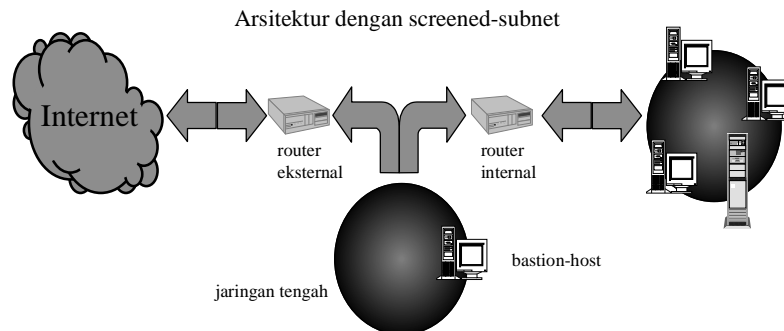 Arsitektur dengan screened-subnet
Internet
router
eksternal
router
internal
bastion-host
jaringan tengah